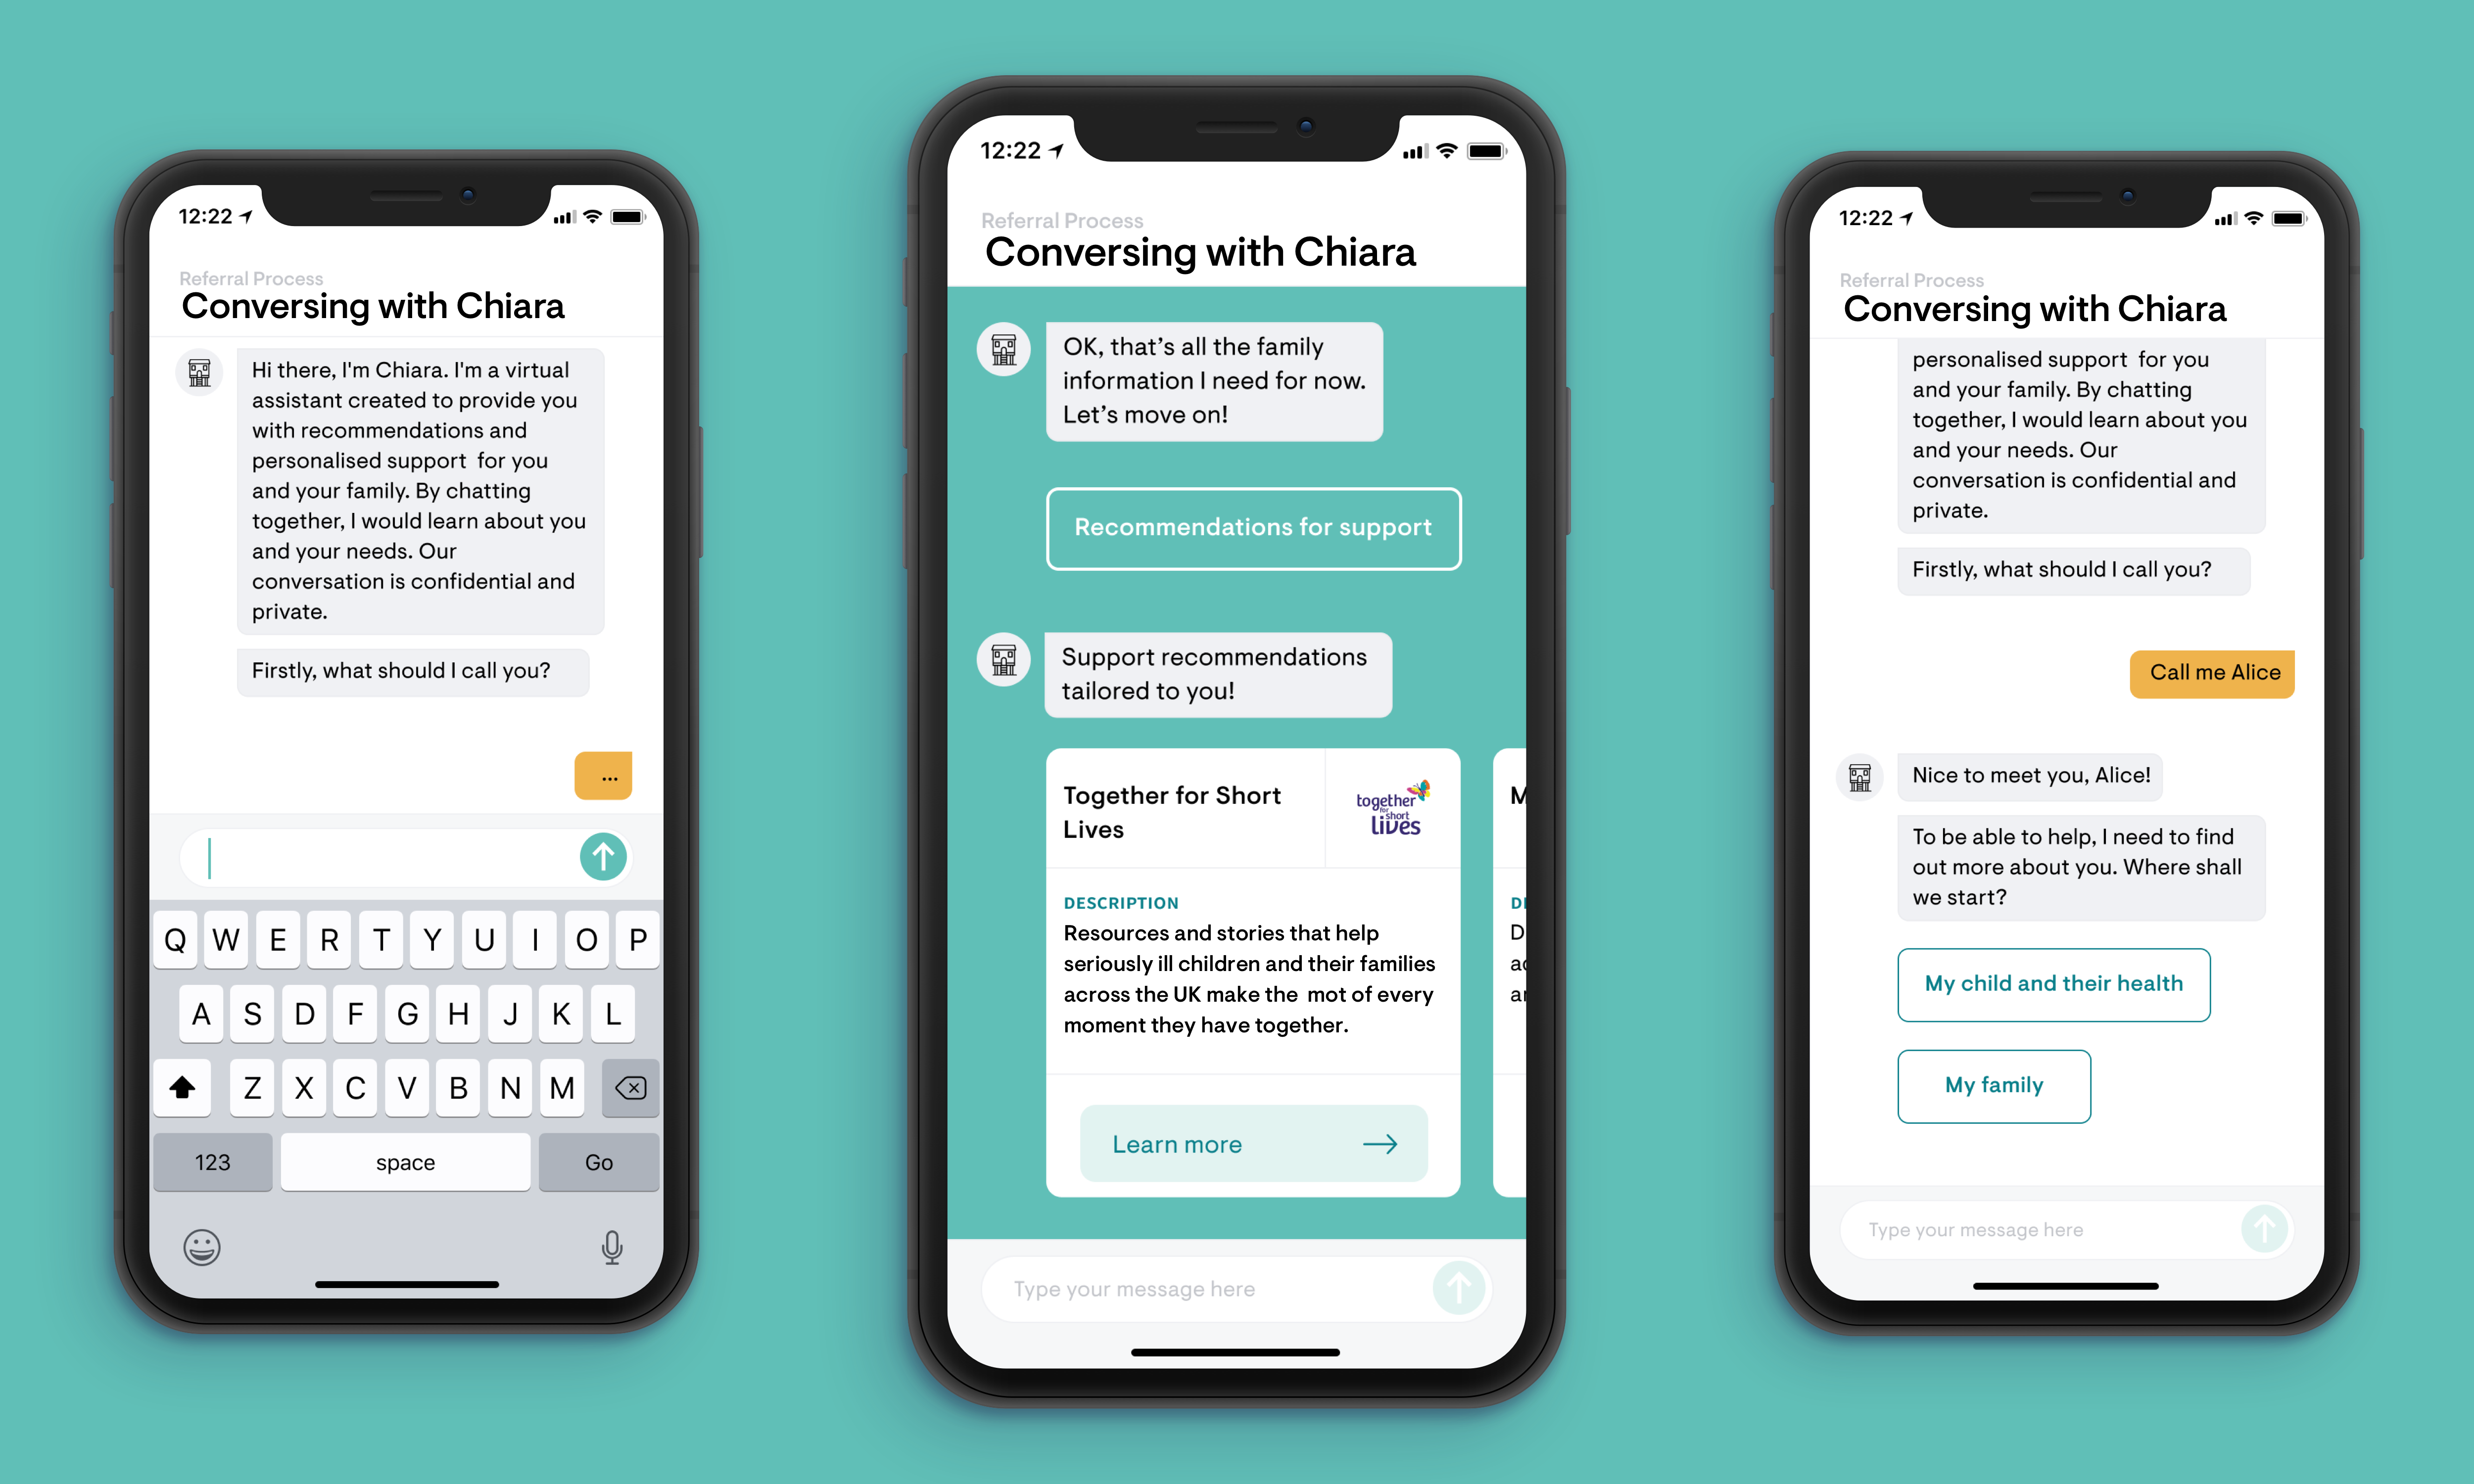 12:22
Referral Process
Conversing with Chiara
Hi there, I'm Chiara. I'm a virtual
assistant created to provide you
with recommendations and
personalised support  for you
and your family. By chatting
together, I would learn about you
and your needs. Our
conversation is confidential and
private.
Firstly, what should I call you?
...
Q W E R T Y U I O P
A S D F G H J K L
Z X C V B N M
123 space Go
12:22
Referral Process
Conversing with Chiara
OK, that’s all the family
information I need for now.
Let’s move on!
Recommendations for support
Support recommendations
tailored to you!
Together for Short
Lives
together
for
short
lives
DESCRIPTION
Resources and stories that help
seriously ill children and their families
across the UK make the  mot of every
moment they have together.
Learn more
Type your message here
12:22
Referral Process
Conversing with Chiara
personalised support  for you
and your family. By chatting
together, I would learn about you
and your needs. Our
conversation is confidential and
private.
Firstly, what should I call you?
Call me Alice
Nice to meet you, Alice!
To be able to help, I need to find
out more about you. Where shall
we start?
My child and their health
My family
Type your message here